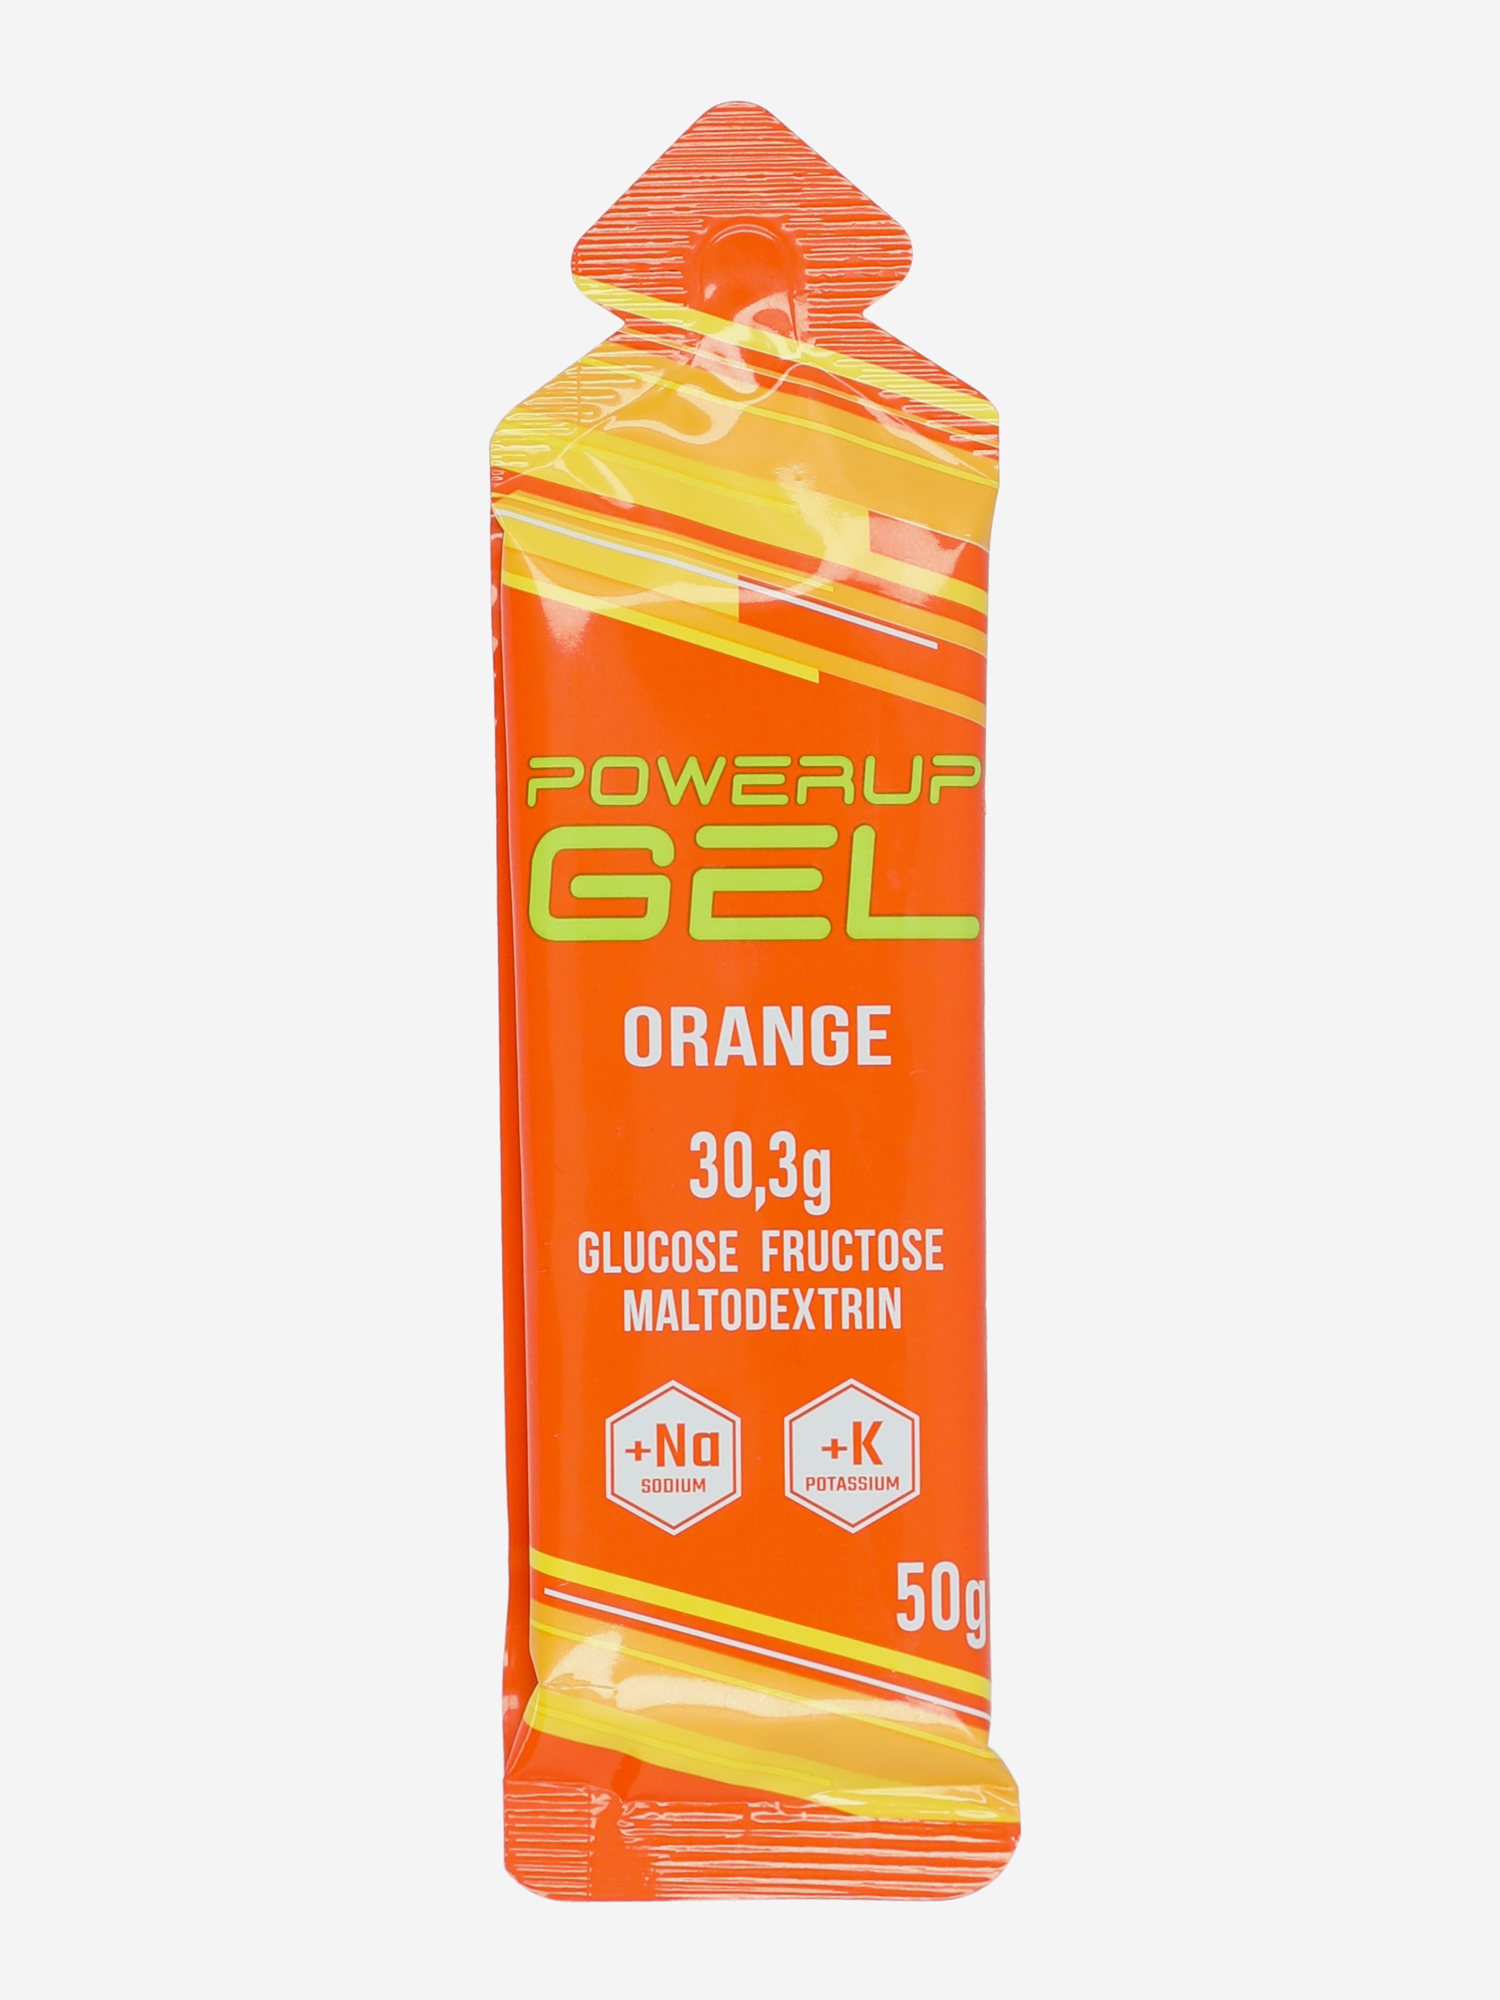 POWERUP
GEL
ORANGE
30,3g
GLUCOSE FRUCTOSE
MALTODEXTRIN
+Na
SODIUM
+K
POTASSIUM
50g